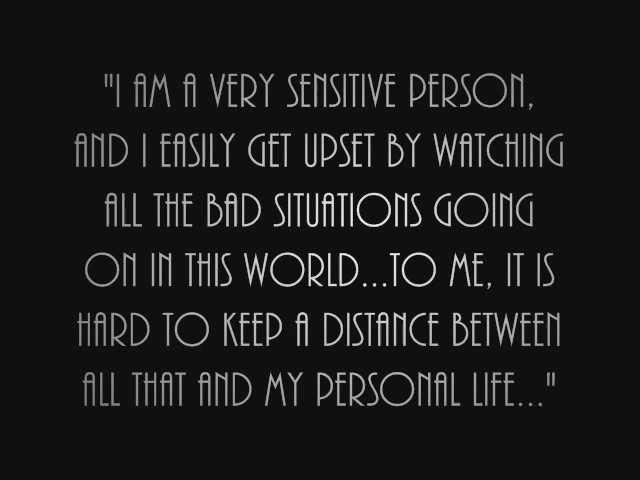 "I AM A VERY SENSITIVE PERSON,
AND I EASILY GET UPSET BY WATCHING
ALL THE BAD SITUATIONS GOING
ON IN THIS WORLD...TO ME, IT IS
HARD TO KEEP A DISTANCE BETWEEN
ALL THAT AND MY PERSONAL LIFE..."